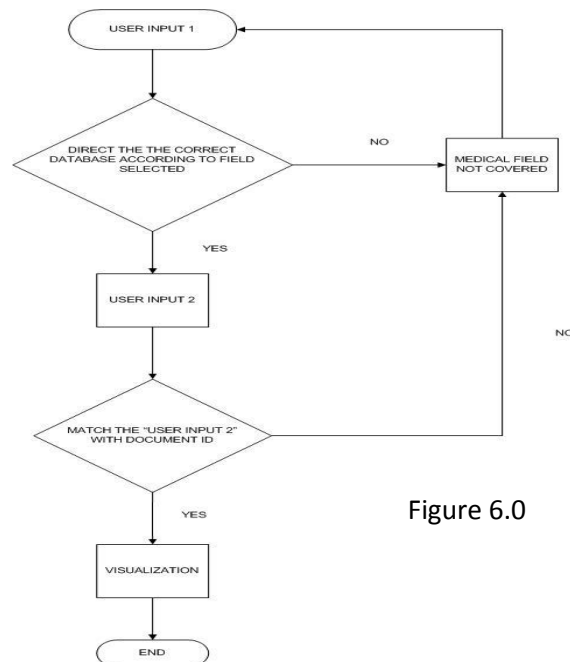 USER INPUT 1
DIRECT THE THE CORRECT
DATABASE ACCORDING TO FIELD
SELECTED
NO
MEDICAL FIELD
NOT COVERED
YES
USER INPUT 2
NO
MATCH THE "USER INPUT 2"
WITH DOCUMENT ID
YES
Figure 6.0
VISUALIZATION
END